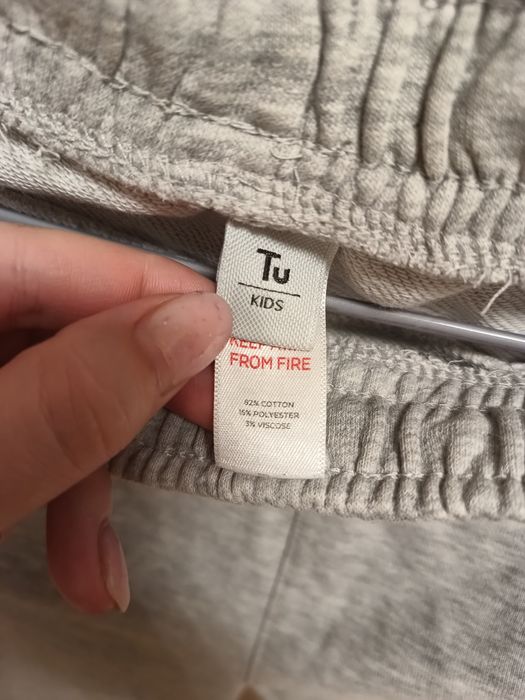 Tu
KIDS
FROM FIRE
82% COTTON
15% POLYESTER
3% VISCOSE